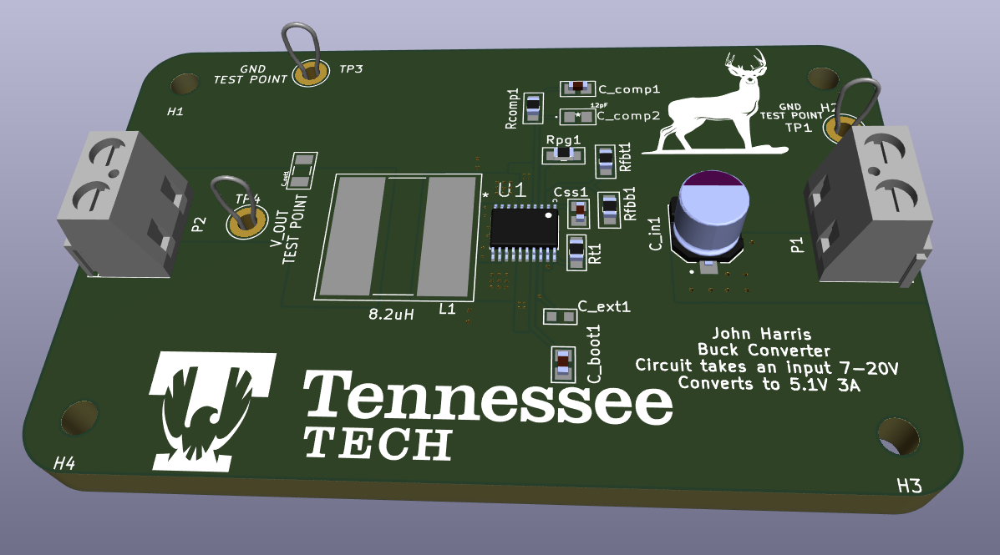 GND
TEST POINT
TP3
H1
Rcomp1
C_comp1
12pF
C_comp2
GND
TEST POINT
H2
TP1
Rpg1
Rfbt1
U1
Css1
Rfbb1
TP4
P2
V_OUT
TEST POINT
C_in1
P1
Rt1
8.2uH
L1
C_ext1
C_boot1
John Harris
Buck Converter
Circuit takes an input 7-20V
Converts to 5.1V 3A
T
Tennessee
TECH
H4
H3